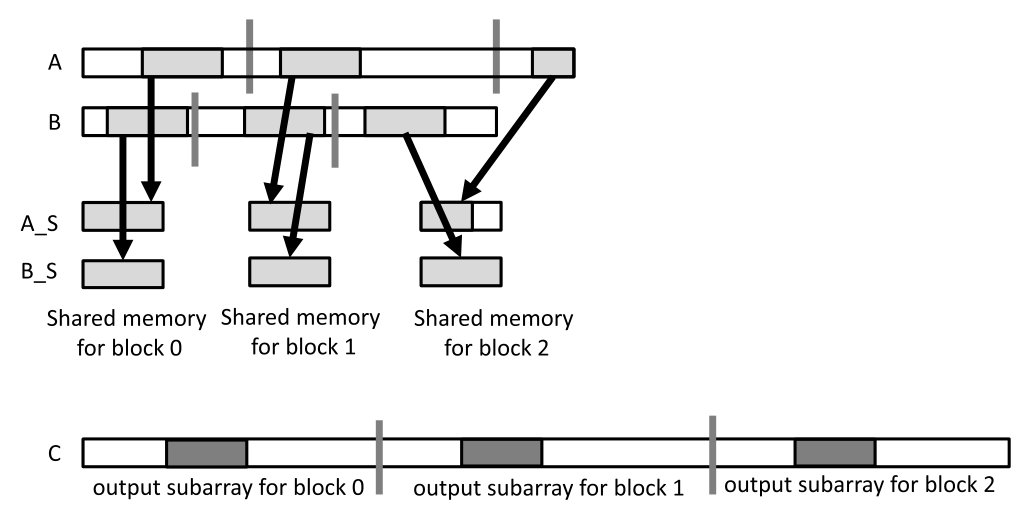 A
B
A_S
B_S
Shared memory
for block 0
Shared memory
for block 1
Shared memory
for block 2
C
output subarray for block 0
output subarray for block 1
output subarray for block 2